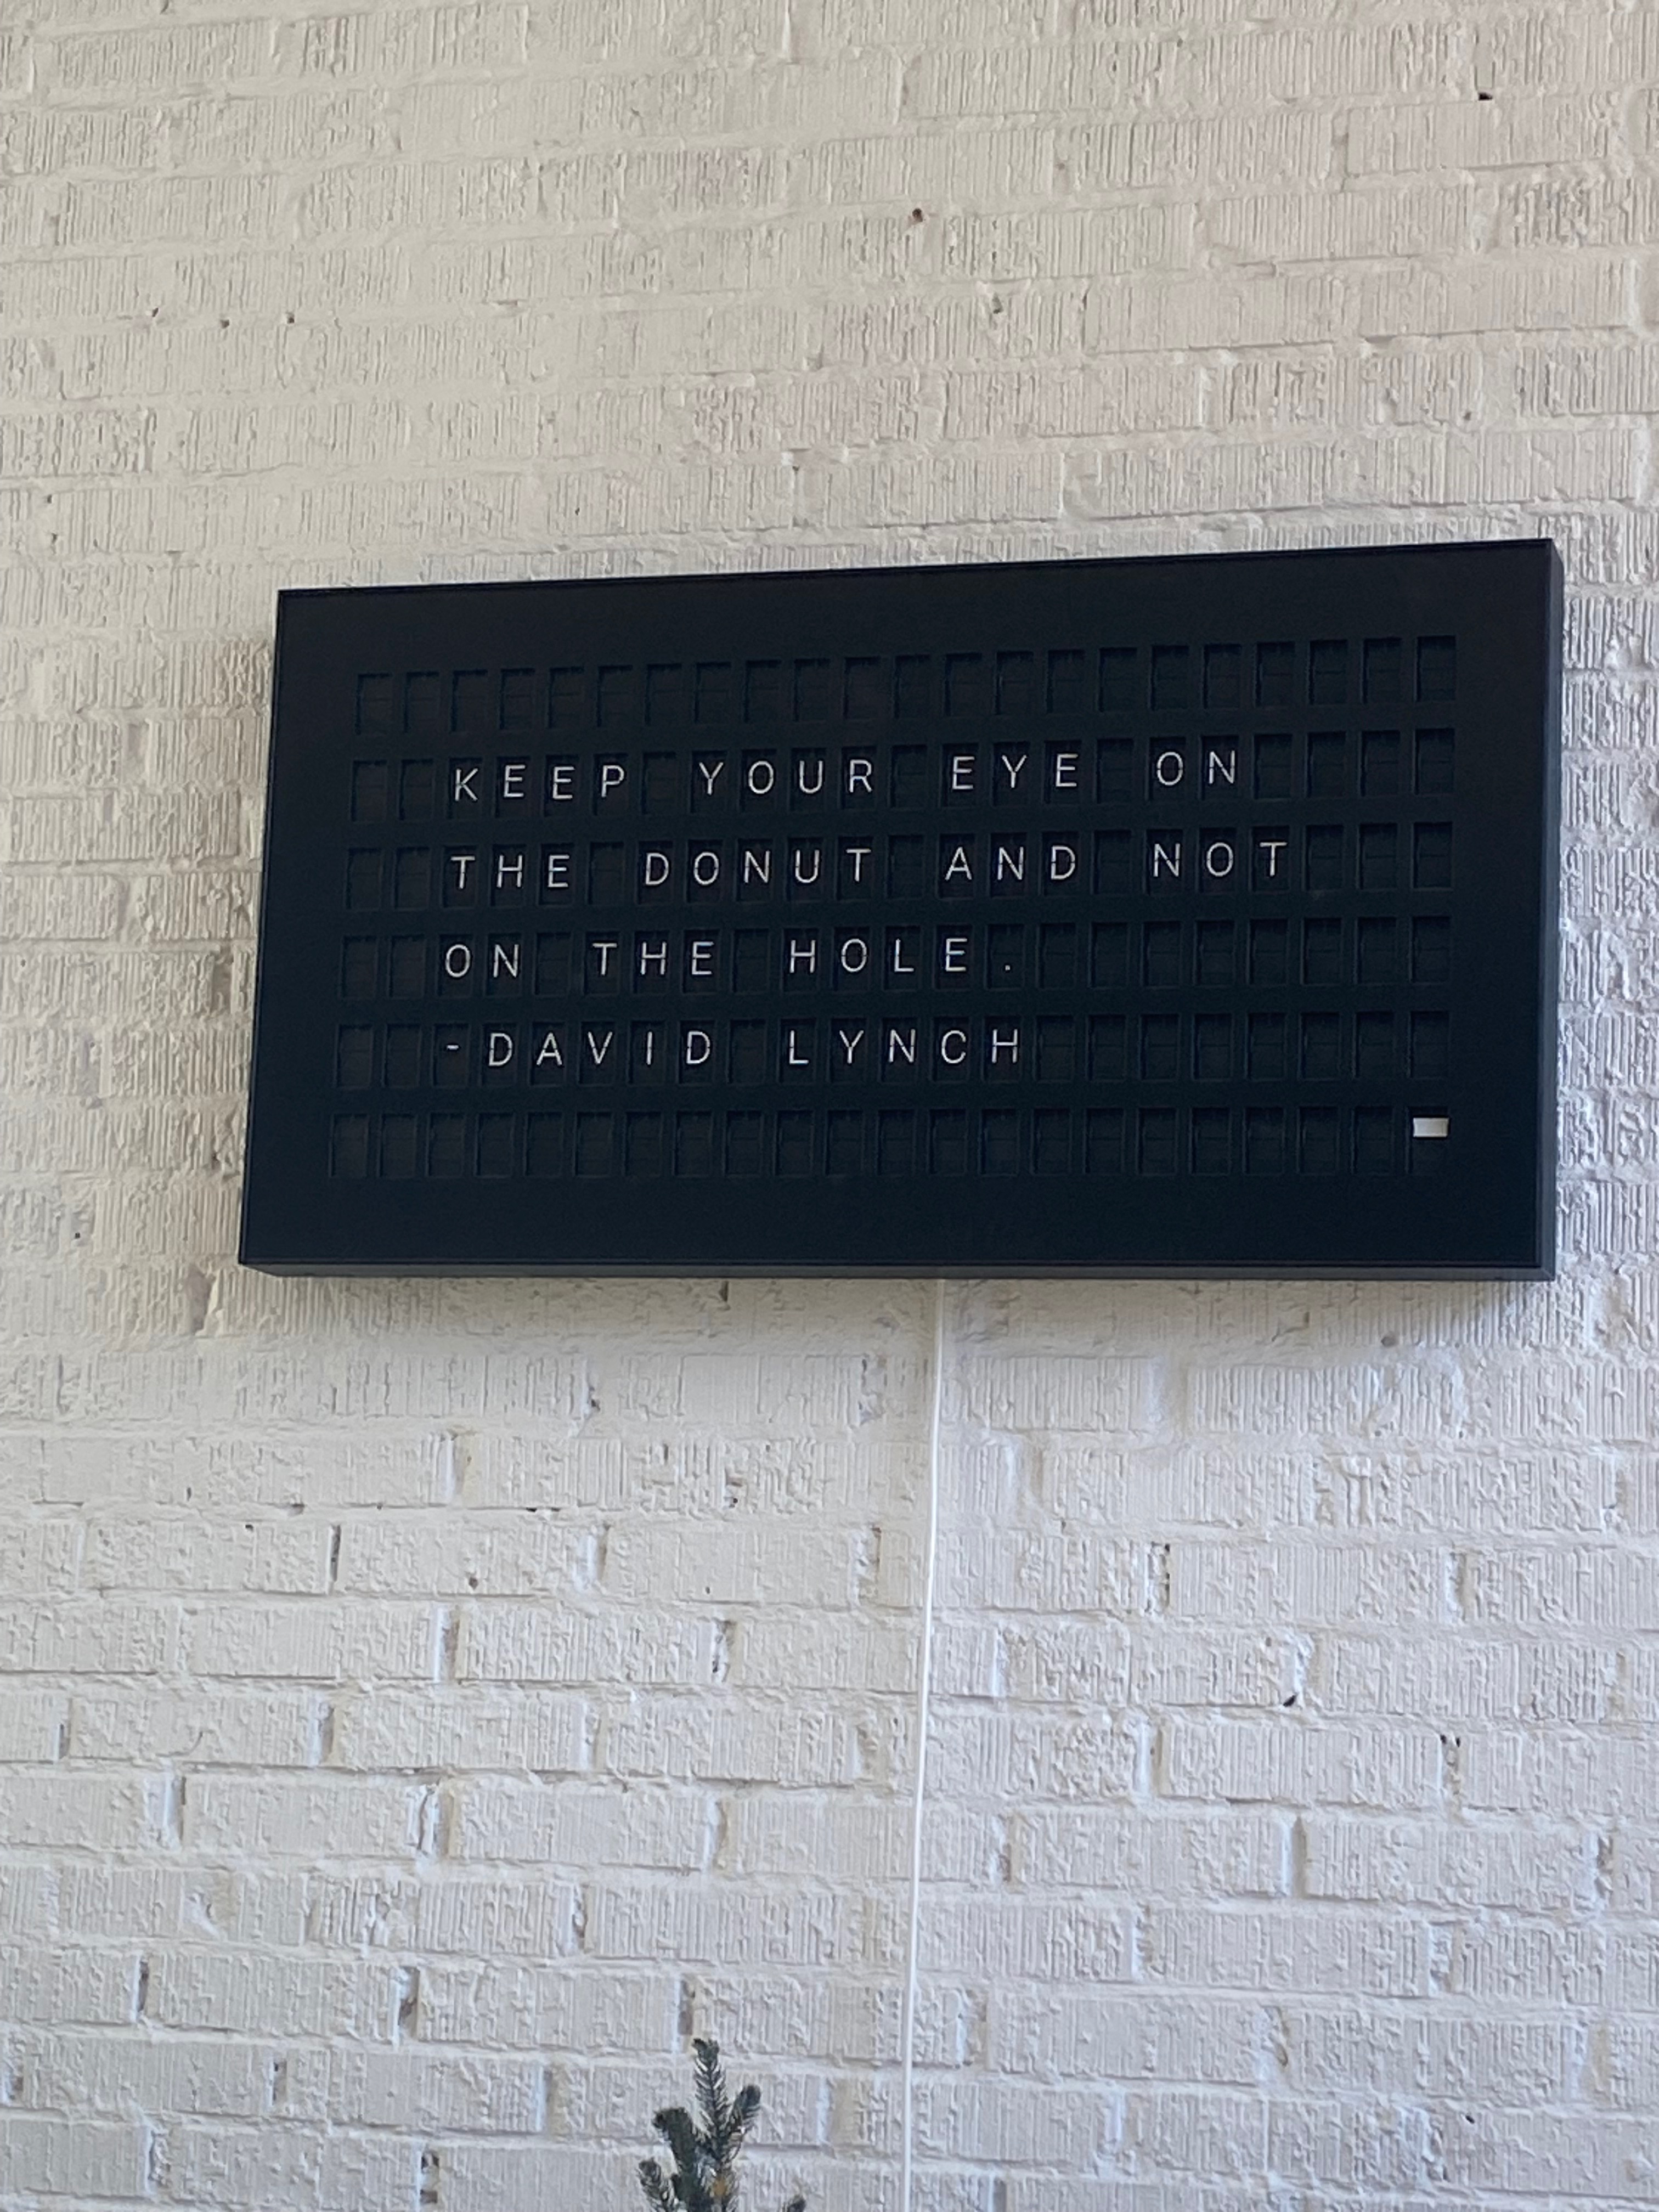 KEEP YOUR EYE ON
THE DONUT AND NOT
ON THE HOLE.
-DAVID LYNCH